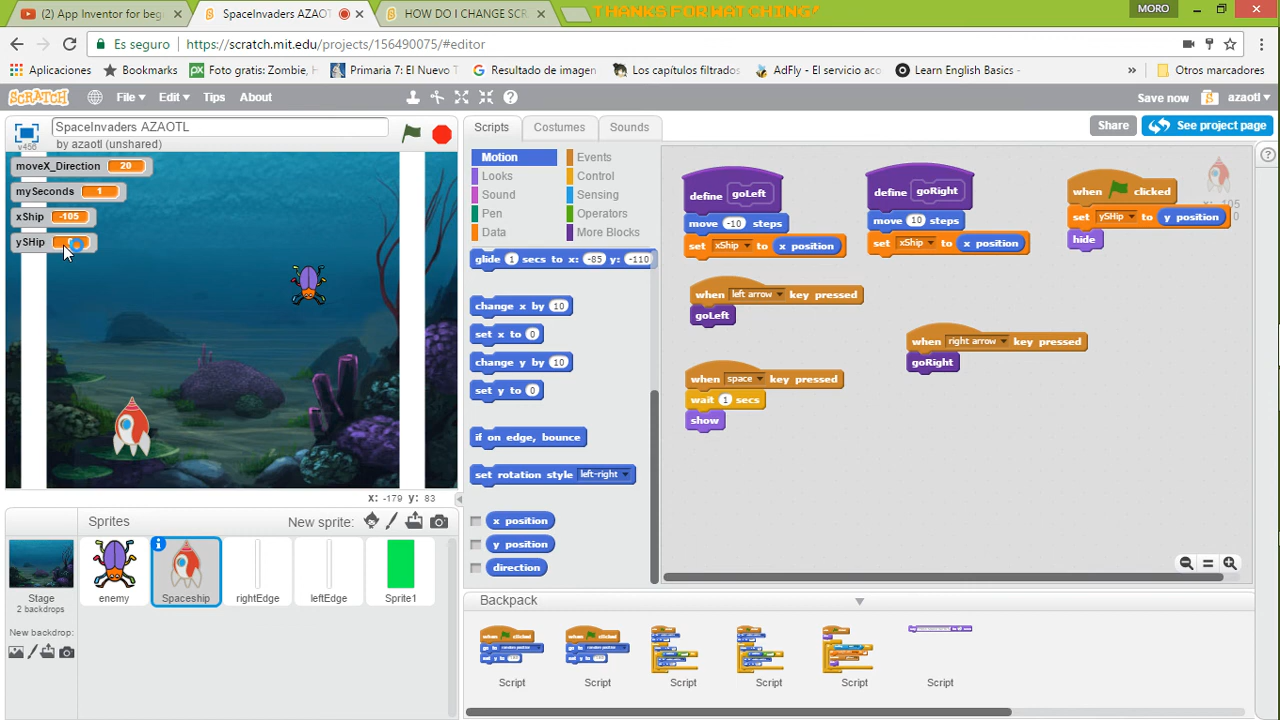 (2) App Inventor for beg
SpaceInvaders AZAOT
HOW DO I CHANGE SCR
THANKS FOR WATCHING!
MORO
Es seguro
https://scratch.mit.edu/projects/156490075/#editor
Aplicaciones
Bookmarks
Foto gratis: Zombie,
Primaria 7: El Nuevo T
Resultado de imagen
Los capítulos filtrados
AdFly - El servicio aco
Learn English Basics -
Otros marcadores
SCRATCH
File
Edit
Tips
About
Save now
azaotl
v456
SpaceInvaders AZAOTL
by azaotl (unshared)
Scripts
Costumes
Sounds
Share
See project page
moveX_Direction 20
mySeconds 1
xShip -105
ySHip
x: -179 y: 83
Motion
Looks
Sound
Pen
Data
Events
Control
Sensing
Operators
More Blocks
glide 1 secs to x: -85 y: -110
change x by 10
set x to 0
change y by 10
set y to 0
if on edge, bounce
set rotation style left-right
x position
y position
direction
define goLeft
move -10 steps
set xShip to x position
when left arrow key pressed
goLeft
when space key pressed
wait 1 secs
show
define goRight
move 10 steps
set xShip to x position
when right arrow key pressed
goRight
when clicked
set ySHip to y position
hide
x: -105
Sprites
New sprite:
Stage
2 backdrops
New backdrop:
enemy
Spaceship
rightEdge
leftEdge
Sprite1
Backpack
Script
Script
Script
Script
Script
Script